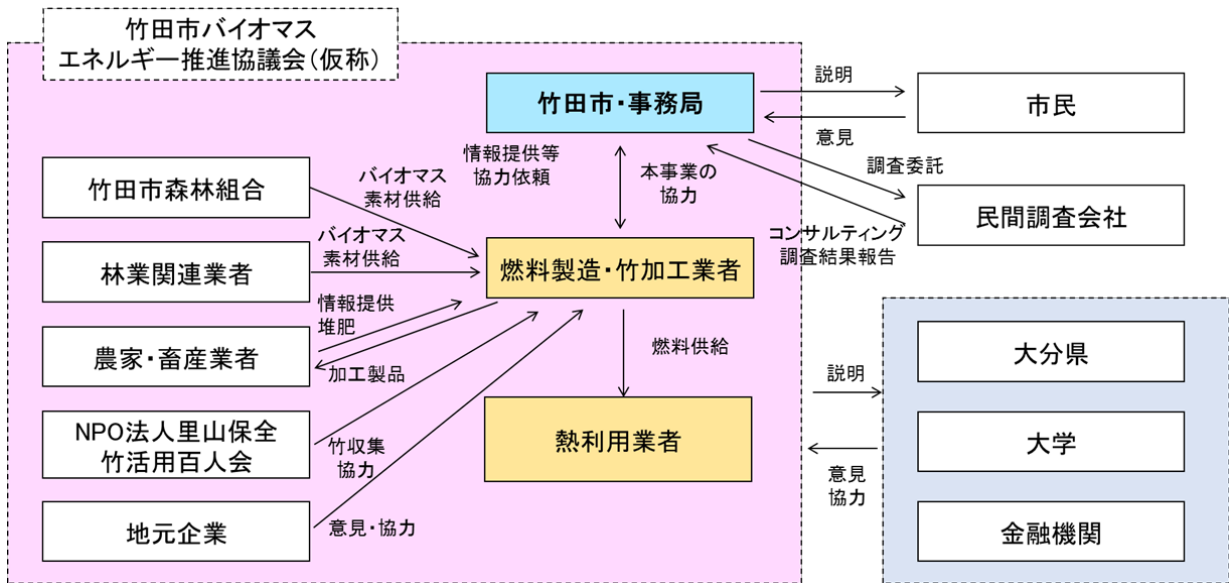 竹田市バイオマス
エネルギー推進協議会(仮称)
竹田市・事務局
説明
意見
市民
情報提供等
協力依頼
本事業の
協力
調査委託
コンサルティング
調査結果報告
民間調査会社
竹田市森林組合
バイオマス
素材供給
林業関連業者
バイオマス
素材供給
燃料製造・竹加工業者
農家・畜産業者
情報提供
堆肥
加工製品
燃料供給
NPO法人里山保全
竹活用百人会
竹収集
協力
熱利用業者
地元企業
意見・協力
説明
意見
協力
大分県
大学
金融機関